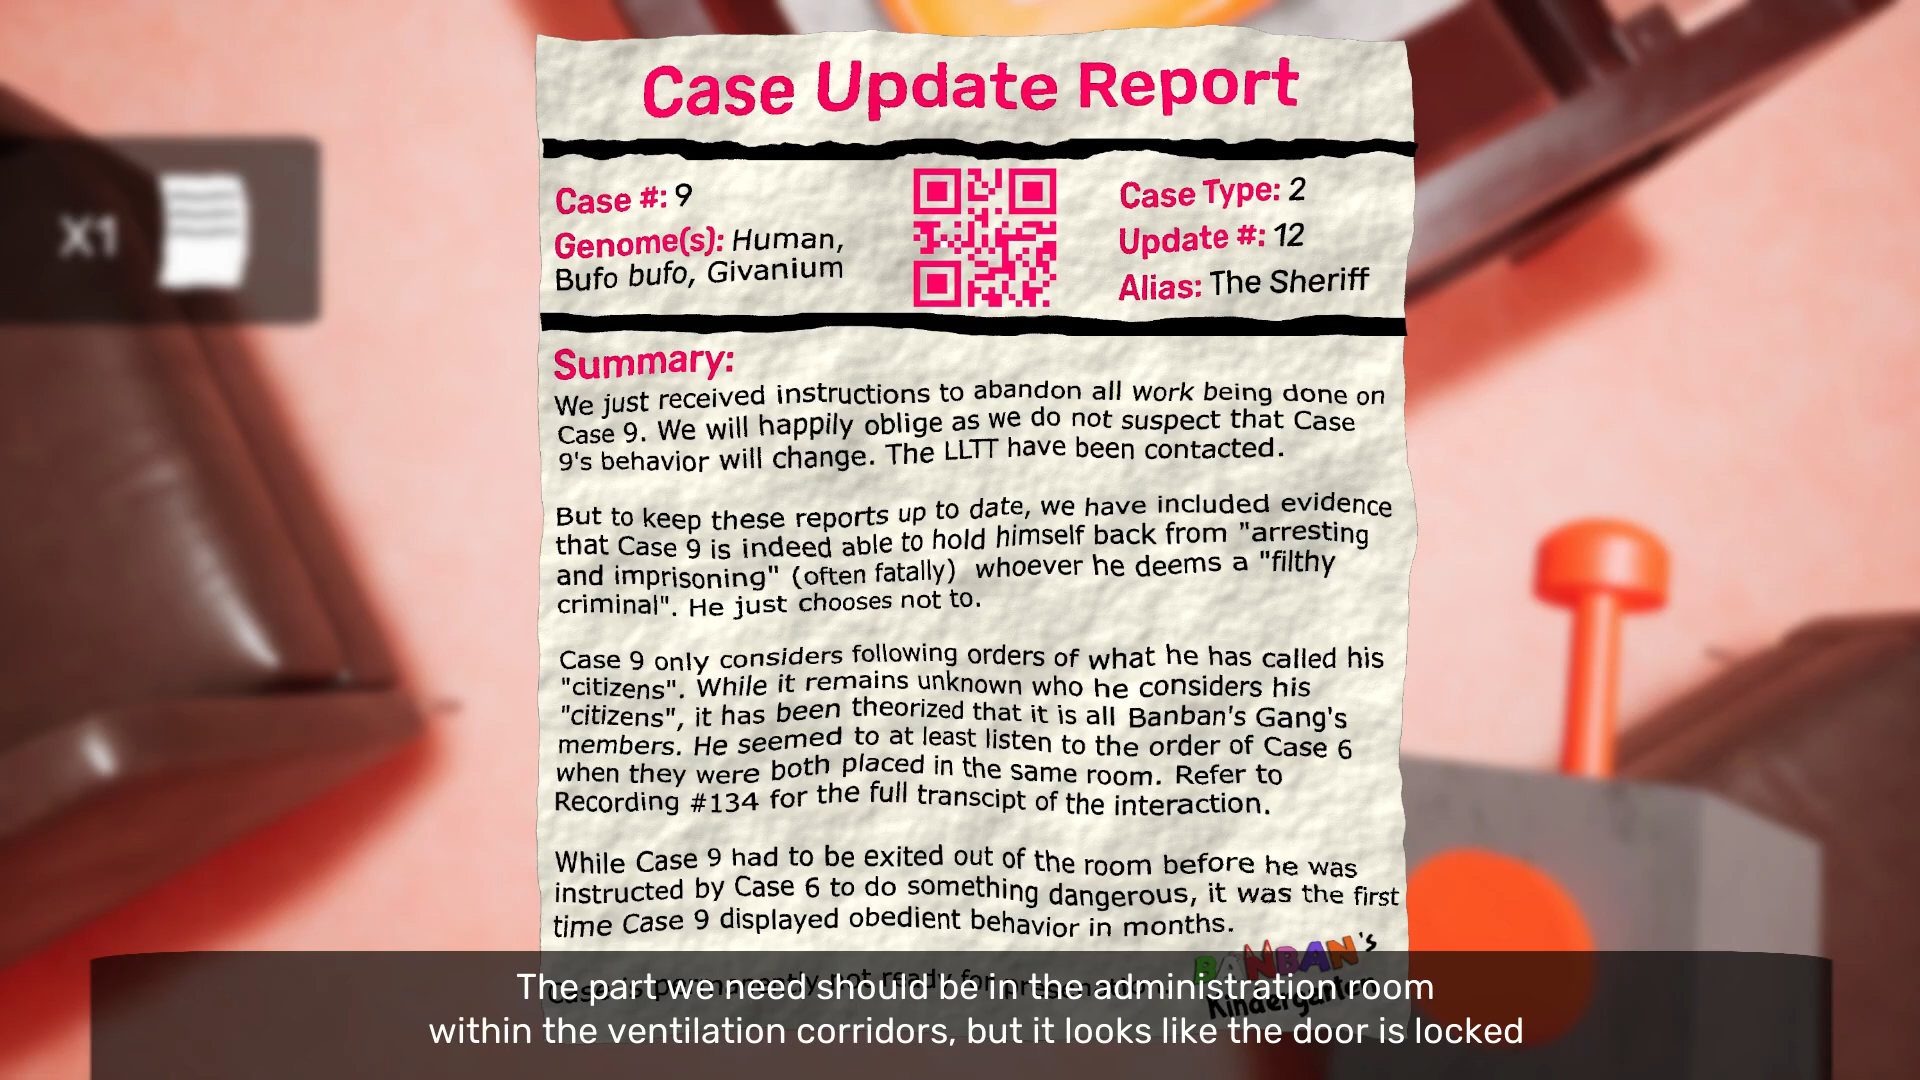 Case Update Report
X1
Case #: 9
Genome(s): Human,
Bufo bufo, Givanium
Case Type: 2
Update #: 12
Alias: The Sheriff
Summary:
We just received instructions to abandon all work being done on
Case 9. We will happily oblige as we do not suspect that Case
9's behavior will change. The LLTT have been contacted.
But to keep these reports up to date, we have included evidence
that Case 9 is indeed able to hold himself back from "arresting
and imprisoning" (often fatally) whoever he deems a "filthy
criminal". He just chooses not to.
Case 9 only considers following orders of what he has called his
"citizens". While it remains unknown who he considers his
"citizens", it has been theorized that it is all Banban's Gang's
members. He seemed to at least listen to the order of Case 6
when they were both placed in the same room. Refer to
Recording #134 for the full transcipt of the interaction.
While Case 9 had to be exited out of the room before he was
instructed by Case 6 to do something dangerous, it was the first
time Case 9 displayed obedient behavior in months.
Case is permanently not ready for presentation.
BANBAN's
Kindergarten
The part we need should be in the administration room
within the ventilation corridors, but it looks like the door is locked